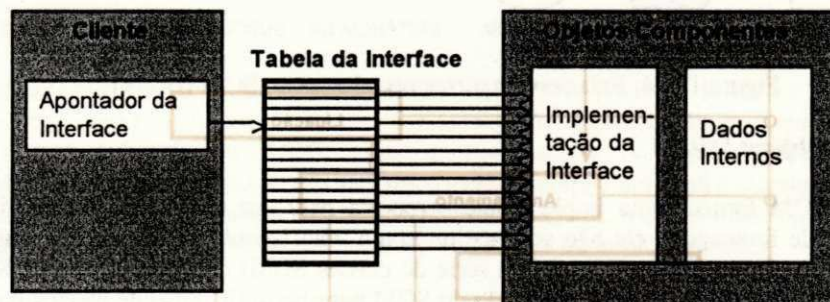 Cliente
Objetos Componentes
Tabela da Interface
Apontador da
Interface
Implemen-
tação da
Interface
Dados
Internos